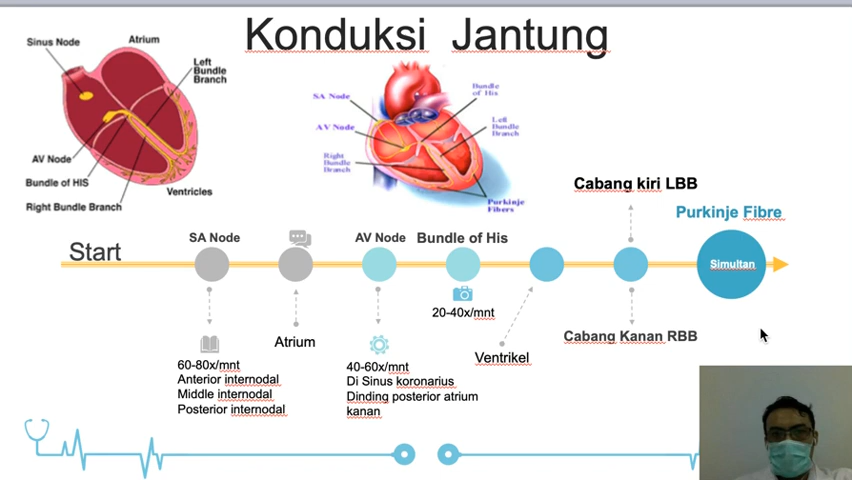 Konduksi Jantung
Sinus Node
Atrium
Left
Bundle
Branch
AV Node
Bundle of HIS
Right Bundle Branch
Ventricles
SA Node
AV Node
Right
Bundle
Branch
Bundle
of His
Left
Bundle
Branch
Purkinje
Fibers
Cabang kiri LBB
Purkinje Fibre
Start
SA Node
AV Node
Bundle of His
Simultan
20-40x/mnt
Atrium
Ventrikel
Cabang Kanan RBB
60-80x/mnt
Anterior internodal
Middle internodal
Posterior internodal
40-60x/mnt
Di Sinus koronarius
Dinding posterior atrium
kanan